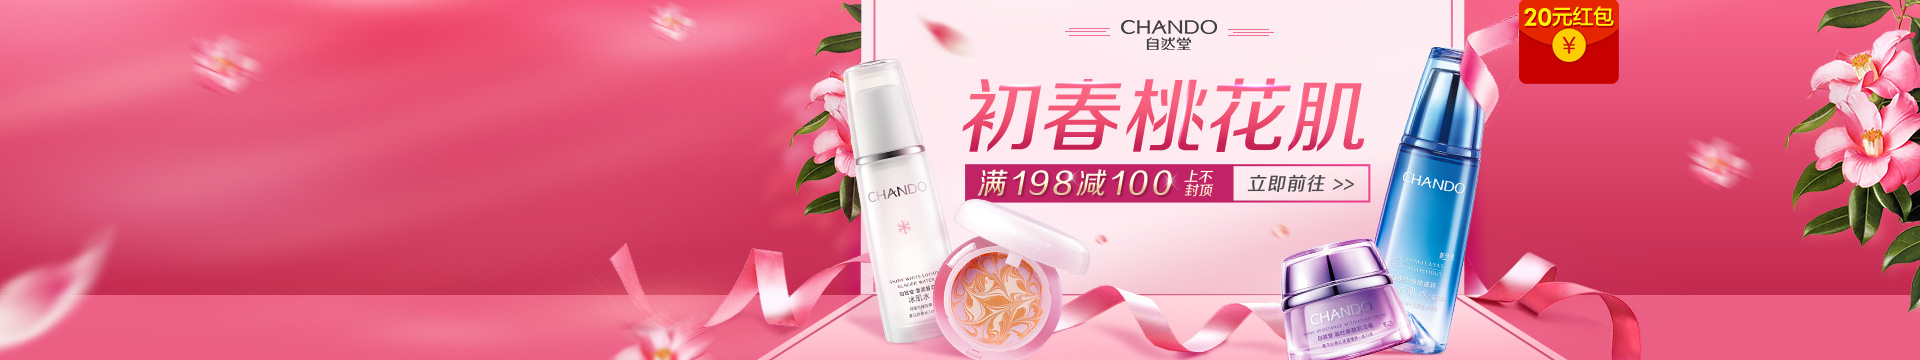 CHANDO
自然堂
20元红包
¥
初春桃花肌
满198减100 上不封顶 立即前往 >>
CHANDO
冰肌水
CHANDO
CHANDO